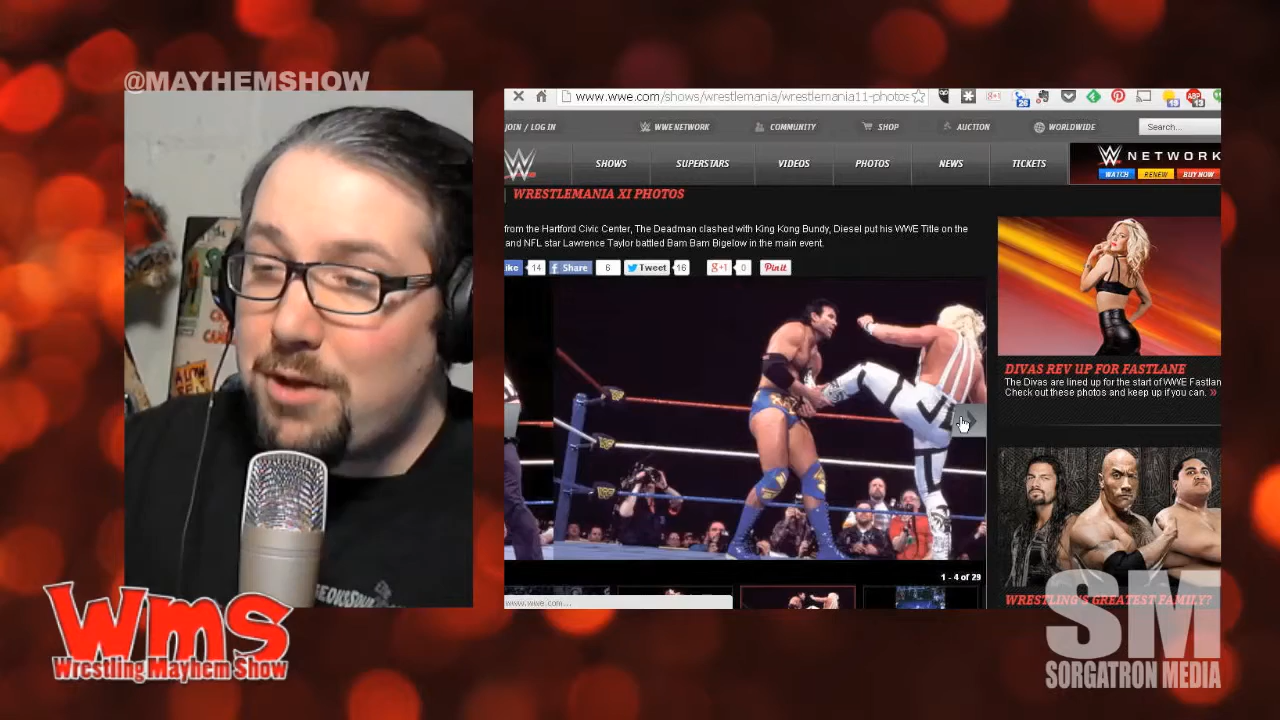 @MAYHEMSHOW
www.wwe.com/shows/wrestlemania/wrestlemania11-photos
JOIN / LOG IN
WWE NETWORK
COMMUNITY
SHOP
AUCTION
WORLDWIDE
Search...
SHOWS
SUPERSTARS
VIDEOS
PHOTOS
NEWS
TICKETS
W NETWORK
WATCH
RENEW
BUY NOW
WRESTLEMANIA XI PHOTOS
from the Hartford Civic Center, The Deadman clashed with King Kong Bundy, Diesel put his WWE Title on the
and NFL star Lawrence Taylor battled Bam Bam Bigelow in the main event.
ike 14 Share 6 Tweet 16 g+1 0 Pin it
DIVAS REV UP FOR FASTLANE
The Divas are lined up for the start of WWE Fastlan
Check out these photos and keep up if you can. »
1 - 4 of 29
www.wwe.com...
WRESTLING'S GREATEST FAMILY?
WMS
Wrestling Mayhem Show
SM
SORGATRON MEDIA